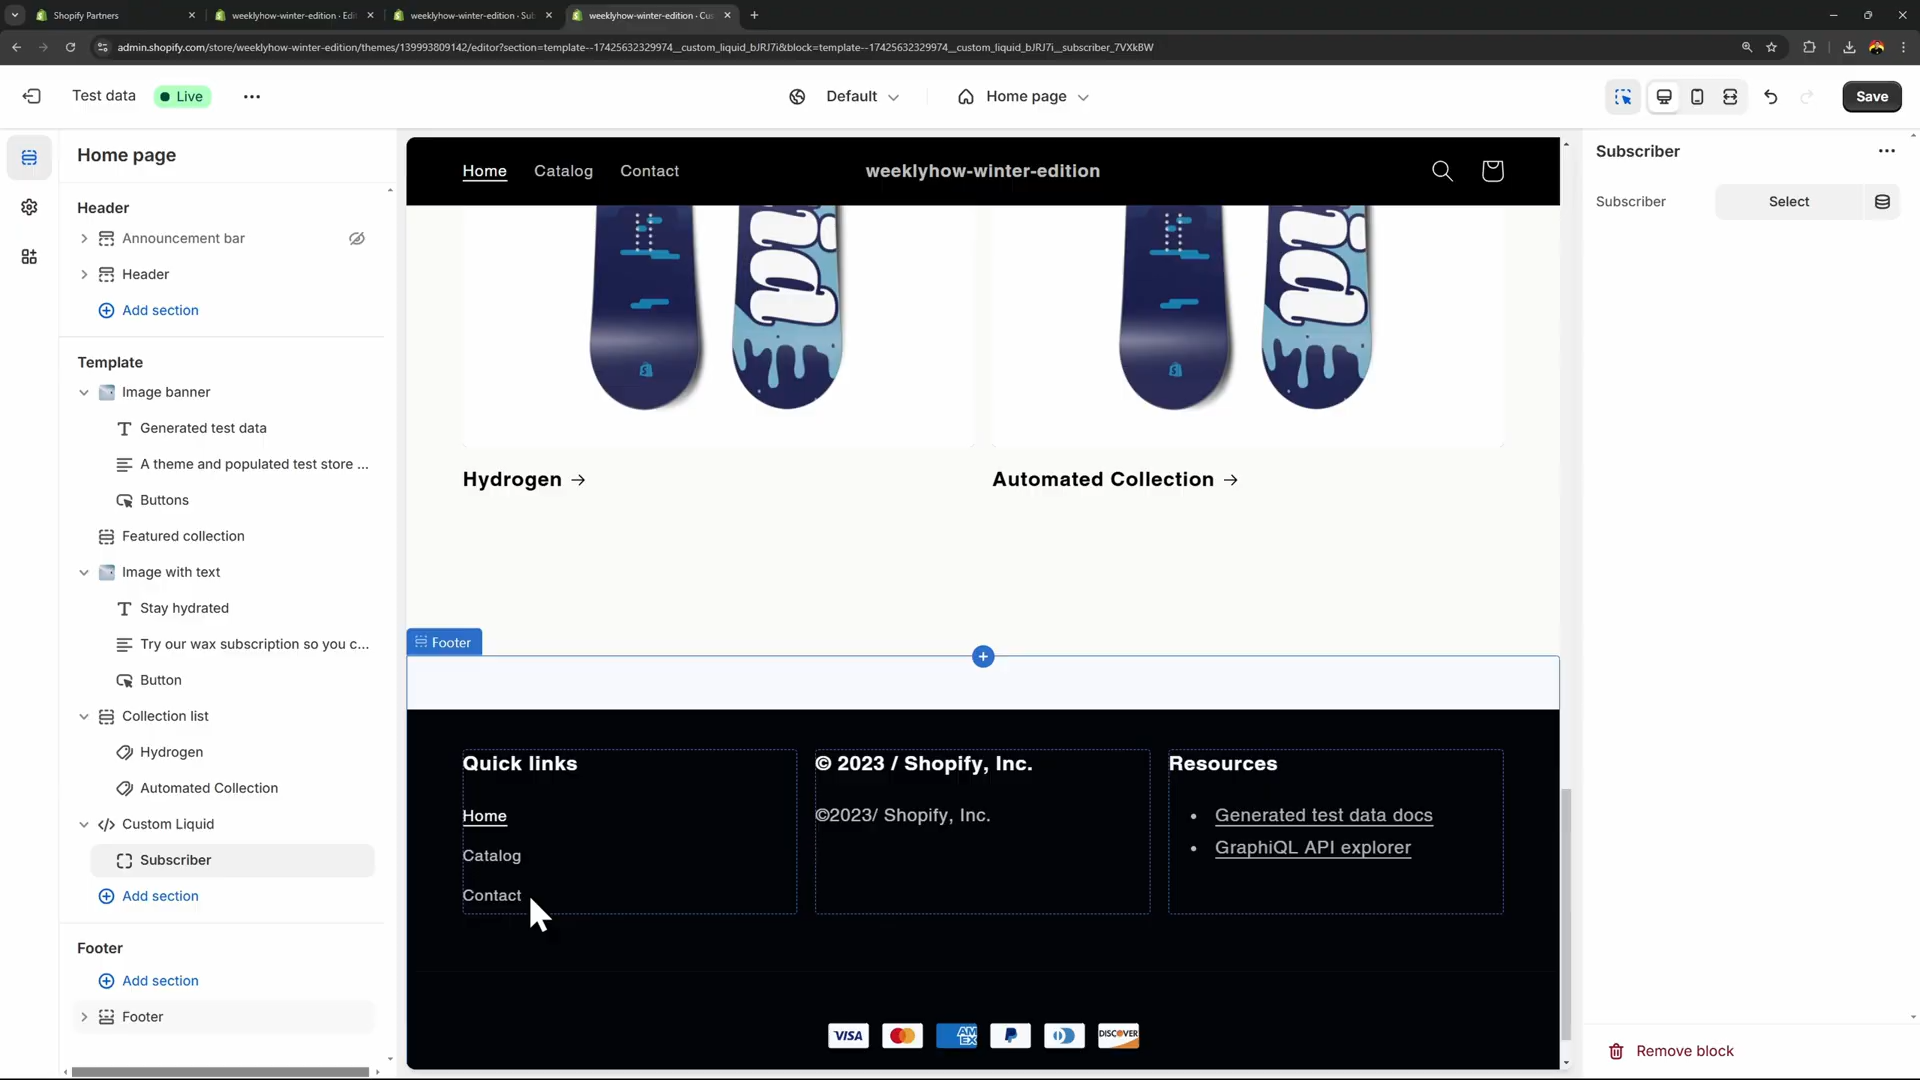 Shopify Partners
weeklyhow-winter-edition · Edi
weeklyhow-winter-edition · Sub
weeklyhow-winter-edition · Cus
admin.shopify.com/store/weeklyhow-winter-edition/themes/139993809142/editor?section=template--17425632329974__custom_liquid_bJRJ7i&block=template--17425632329974__custom_liquid_bJRJ7i__subscriber_7VXkBW
Test data
Live
Default
Home page
Save
Home page
Header
Announcement bar
Header
Add section
Template
Image banner
Generated test data
A theme and populated test store ...
Buttons
Featured collection
Image with text
Stay hydrated
Try our wax subscription so you c...
Button
Collection list
Hydrogen
Automated Collection
Custom Liquid
Subscriber
Add section
Footer
Add section
Footer
Home
Catalog
Contact
weeklyhow-winter-edition
Hydrogen →
Automated Collection →
Footer
Quick links
Home
Catalog
Contact
© 2023 / Shopify, Inc.
©2023/ Shopify, Inc.
Resources
• Generated test data docs
• GraphiQL API explorer
VISA
AM
EX
DISCOVER
Subscriber
Subscriber
Select
Remove block